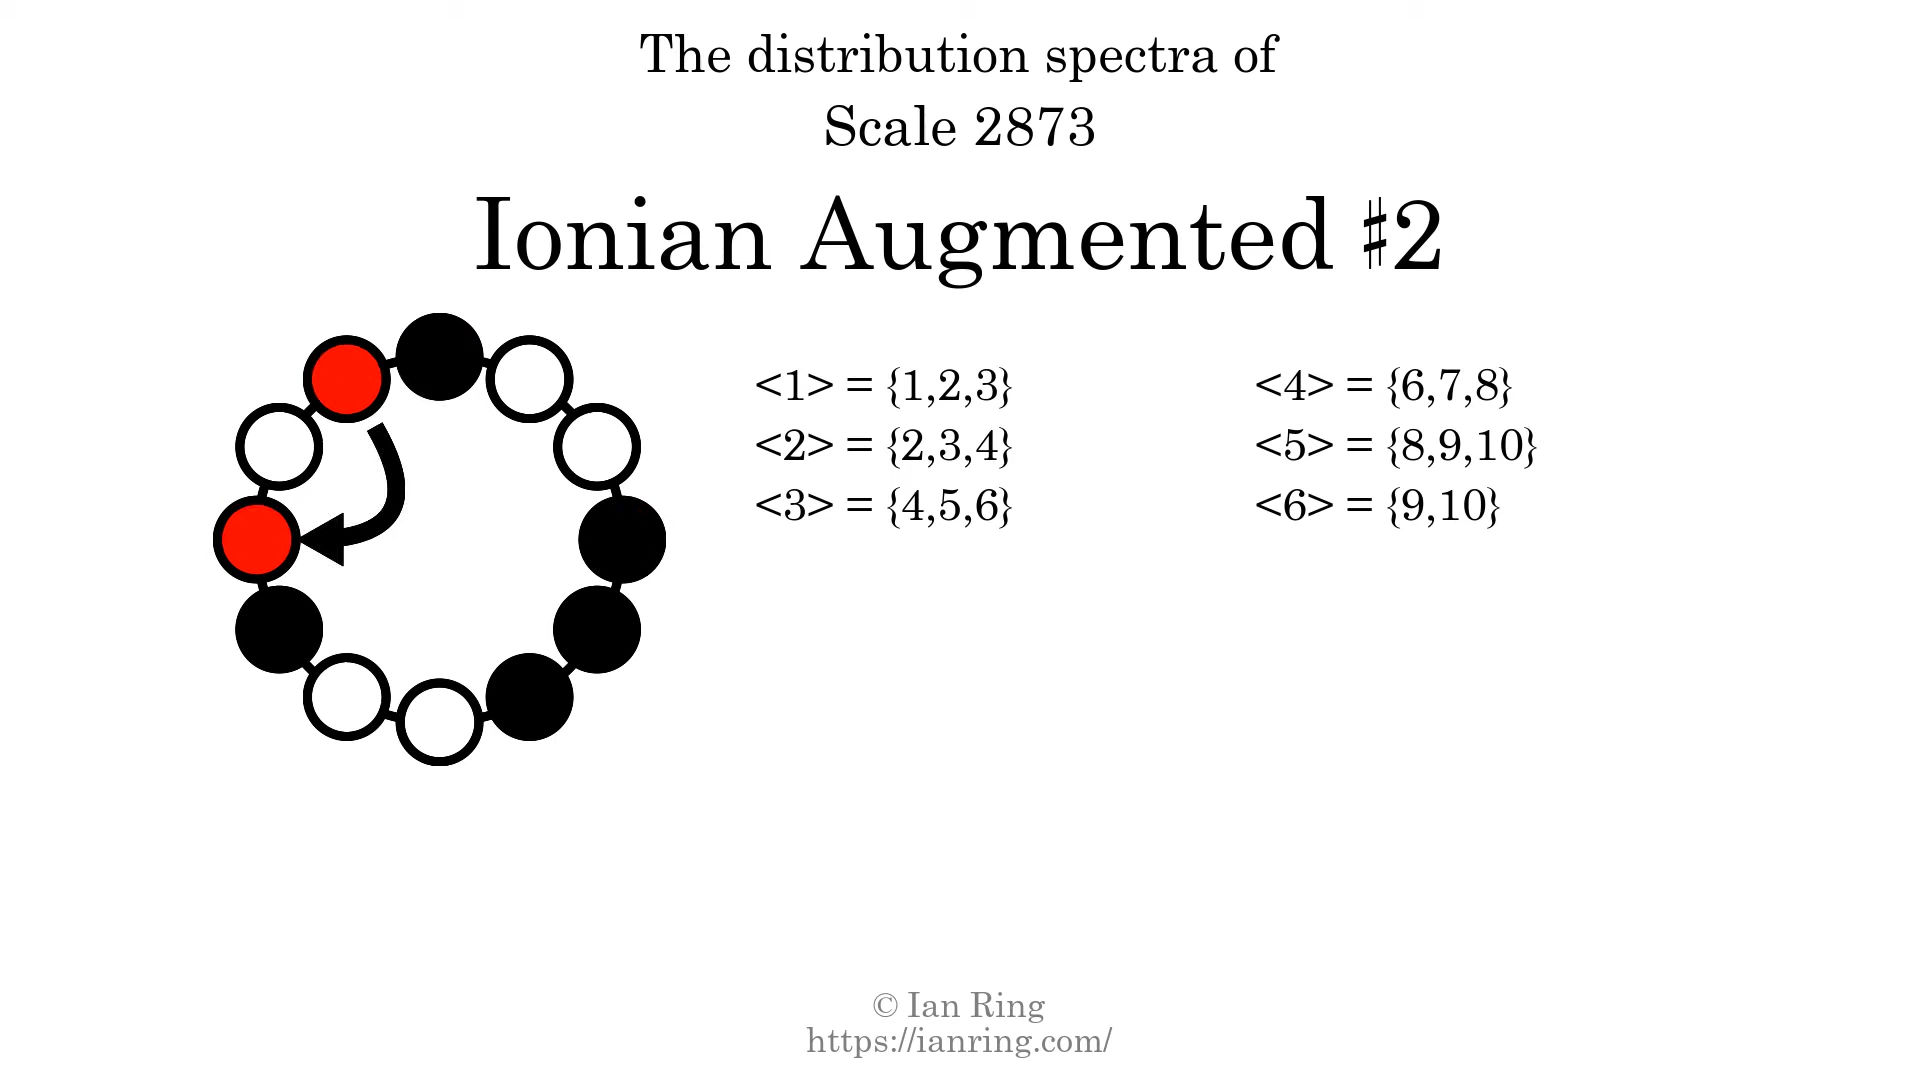 The distribution spectra of
Scale 2873
Ionian Augmented ♯2
<1> = {1,2,3}
<2> = {2,3,4}
<3> = {4,5,6}
<4> = {6,7,8}
<5> = {8,9,10}
<6> = {9,10}
© Ian Ring
https://ianring.com/